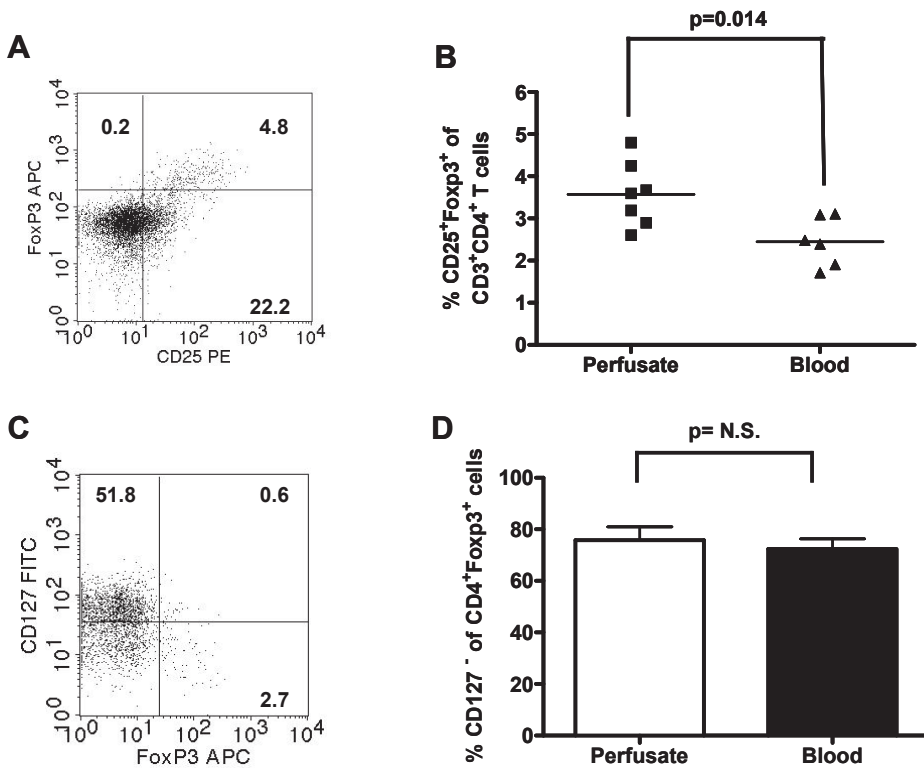 A
10^4
10^3
10^2
10^1
10^0
FoxP3 APC
0.2
4.8
22.2
10^0 10^1 10^2 10^3 10^4
CD25 PE
B
p=0.014
% CD25⁺Foxp3⁺ of
CD3⁺CD4⁺ T cells
6
5
4
3
2
1
0
Perfusate Blood
C
10^4
10^3
10^2
10^1
10^0
CD127 FITC
51.8
0.6
2.7
10^0 10^1 10^2 10^3 10^4
FoxP3 APC
D
p= N.S.
% CD127⁻ of CD4⁺Foxp3⁺ cells
100
80
60
40
20
0
Perfusate Blood